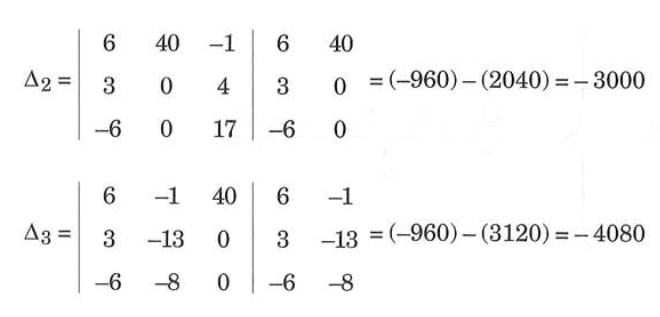 6 40 –1 6 40
Δ2 = 3 0 4 3 0 = (–960) – (2040) = – 3000
–6 0 17 –6 0
6 –1 40 6 –1
Δ3 = 3 –13 0 3 –13 = (–960) – (3120) = – 4080
–6 –8 0 –6 –8